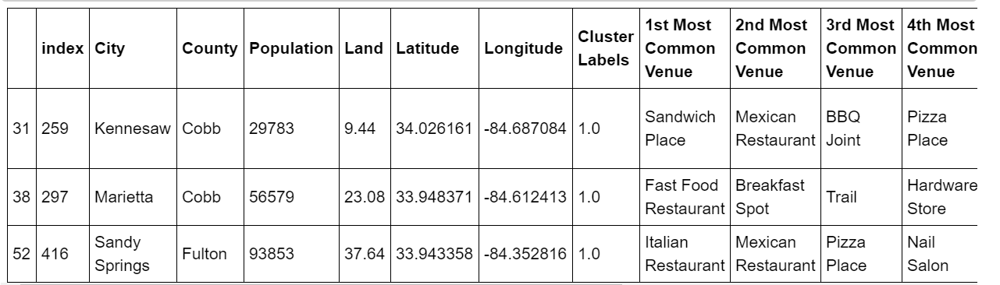 index City County Population Land Latitude Longitude Cluster Labels 1st Most Common Venue 2nd Most Common Venue 3rd Most Common Venue 4th Most Common Venue
31 259 Kennesaw Cobb 29783 9.44 34.026161 -84.687084 1.0 Sandwich Place Mexican Restaurant BBQ Joint Pizza Place
38 297 Marietta Cobb 56579 23.08 33.948371 -84.612413 1.0 Fast Food Restaurant Breakfast Spot Trail Hardware Store
52 416 Sandy Springs Fulton 93853 37.64 33.943358 -84.352816 1.0 Italian Restaurant Mexican Restaurant Pizza Place Nail Salon